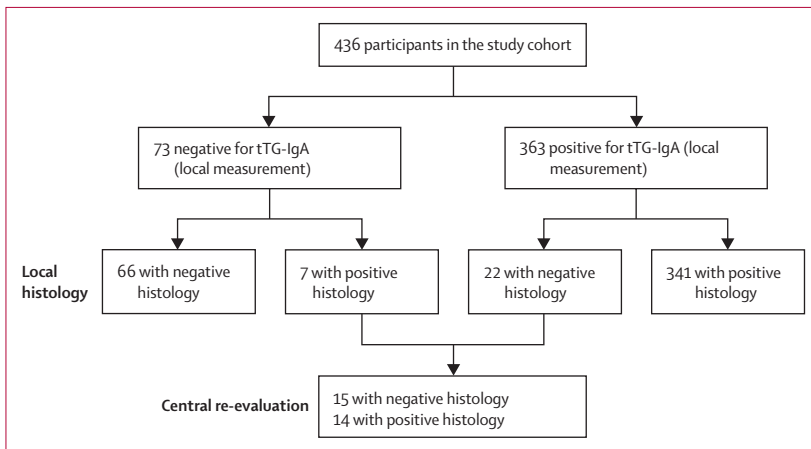 436 participants in the study cohort
73 negative for tTG-IgA
(local measurement)
363 positive for tTG-IgA (local
measurement)
Local
histology
66 with negative
histology
7 with positive
histology
22 with negative
histology
341 with positive
histology
Central re-evaluation
15 with negative histology
14 with positive histology